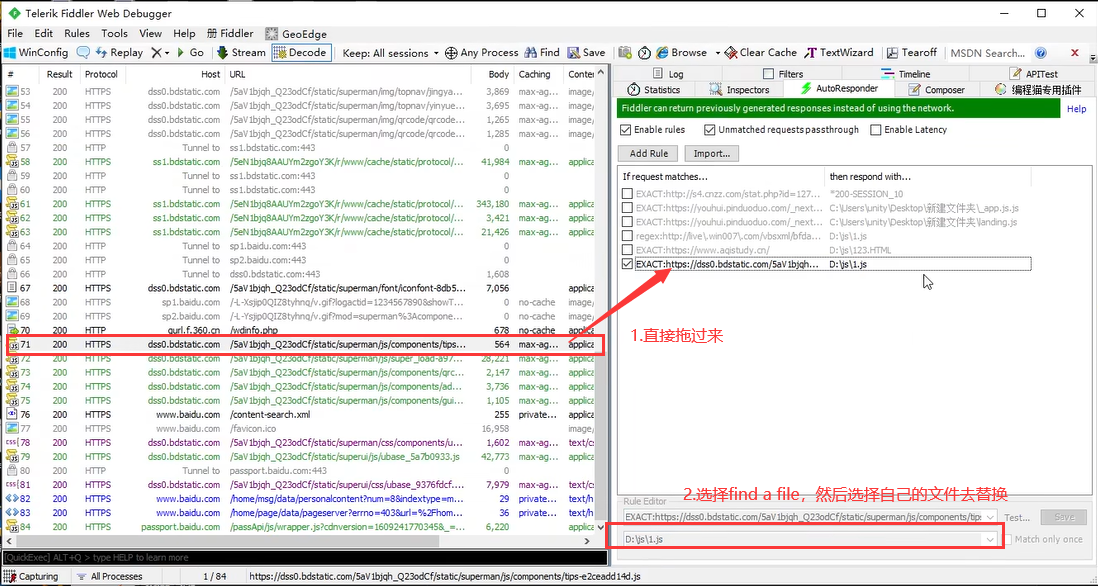 Telerik Fiddler Web Debugger
File Edit Rules Tools View Help Fiddler GeoEdge
WinConfig Replay X Go Stream Decode Keep: All sessions Any Process Find Save Browse Clear Cache TextWizard Tearoff MSDN Search...
# Result Protocol Host URL Body Caching Conte
53 200 HTTPS dss0.bdstatic.com /5aV1bjqh_Q23odCf/static/superman/img/topnav/jingya... 3,869 max-ag... image/
54 200 HTTPS dss0.bdstatic.com /5aV1bjqh_Q23odCf/static/superman/img/topnav/yinyue... 3,695 max-ag... image/
55 200 HTTPS dss0.bdstatic.com /5aV1bjqh_Q23odCf/static/superman/img/qrcode/qrcode... 1,265 max-ag... image/
56 200 HTTPS dss0.bdstatic.com /5aV1bjqh_Q23odCf/static/superman/img/qrcode/qrcode... 1,285 max-ag... image/
57 200 HTTP Tunnel to ss1.bdstatic.com:443 0
58 200 HTTPS ss1.bdstatic.com /5eN1bjq8AAUYm2zgoY3K/r/www/cache/static/protocol/... 41,984 max-ag... applica
59 200 HTTP Tunnel to ss1.bdstatic.com:443 0
60 200 HTTP Tunnel to ss1.bdstatic.com:443 0
61 200 HTTPS ss1.bdstatic.com /5eN1bjq8AAUYm2zgoY3K/r/www/cache/static/protocol/... 343,180 max-ag... applica
62 200 HTTPS ss1.bdstatic.com /5eN1bjq8AAUYm2zgoY3K/r/www/cache/static/protocol/... 3,421 max-ag... applica
63 200 HTTPS ss1.bdstatic.com /5eN1bjq8AAUYm2zgoY3K/r/www/cache/static/protocol/... 21,426 max-ag... applica
64 200 HTTP Tunnel to sp1.baidu.com:443 0
65 200 HTTP Tunnel to sp2.baidu.com:443 0
66 200 HTTP Tunnel to dss0.bdstatic.com:443 1,608
67 200 HTTPS dss0.bdstatic.com /5aV1bjqh_Q23odCf/static/superman/font/iconfont-8db5... 7,056 applica
68 200 HTTPS sp1.baidu.com /-L-Xsjip0QIZ8tyhnq/v.gif?logactid=1234567890&showT... 0 no-cache image/
69 200 HTTPS sp2.baidu.com /-L-Ysjip0QIZ8tyhnq/v.gif?mod=superman%3Acompone... 0 max-ag... image/
70 200 HTTP qurl.f.360.cn /wdinfo.php 678 no-cache applica
71 200 HTTPS dss0.bdstatic.com /5aV1bjqh_Q23odCf/static/superman/js/components/tips... 564 max-ag... applica
72 200 HTTPS dss0.bdstatic.com /5aV1bjqh_Q23odCf/static/superman/js/super_load-a97... 28,221 max-ag... applica
73 200 HTTPS dss0.bdstatic.com /5aV1bjqh_Q23odCf/static/superman/js/components/qrc... 2,147 max-ag... applica
74 200 HTTPS dss0.bdstatic.com /5aV1bjqh_Q23odCf/static/superman/js/components/ad... 3,736 max-ag... applica
75 200 HTTPS dss0.bdstatic.com /5aV1bjqh_Q23odCf/static/superman/js/components/gui... 1,105 max-ag... applica
76 200 HTTPS www.baidu.com /content-search.xml 255 private... applica
77 200 HTTPS www.baidu.com /favicon.ico 16,958 image/
78 200 HTTPS dss0.bdstatic.com /5aV1bjqh_Q23odCf/static/superman/css/components/u... 1,602 max-ag... text/cs
79 200 HTTPS dss0.bdstatic.com /5aV1bjqh_Q23odCf/static/superui/js/ubase_5a7b0933.js 42,773 max-ag... applica
80 200 HTTP Tunnel to passport.baidu.com:443 0
81 200 HTTPS dss0.bdstatic.com /5aV1bjqh_Q23odCf/static/superui/css/ubase_9376fdcf.... 7,979 max-ag... text/cs
82 200 HTTPS www.baidu.com /home/msg/data/personalcontent?num=8&indextype=m... 29 private... text/h
83 200 HTTPS www.baidu.com /home/page/data/pageserver?errno=403&url=%3Fhom... 36 private... text/h
84 200 HTTPS passport.baidu.com /passApi/js/wrapper.js?cdnversion=1609241770345&_=... 6,220 applica
[QuickExec] ALT+Q > type HELP to learn more
Capturing All Processes 1 / 84 https://dss0.bdstatic.com/5aV1bjqh_Q23odCf/static/superman/js/components/tips-e2ceadd14d.js
Log Filters Timeline APITest
Statistics Inspectors AutoResponder Composer 编程猫专用插件
Fiddler can return previously generated responses instead of using the network. Help
Enable rules Unmatched requests passthrough Enable Latency
Add Rule Import...
If request matches... then respond with...
EXACT:http://s4.cnzz.com/stat.php?id=127... *200-SESSION_10
EXACT:https://youhui.pinduoduo.com/_next... C:\Users\unity\Desktop\新建文件夹\_app.js.js
EXACT:https://youhui.pinduoduo.com/_next... C:\Users\unity\Desktop\新建文件夹\landing.js
regex:http://live\.win007\.com/vbsxml/bfda... D:\js\1.js
EXACT:https://www.aqistudy.cn/ D:\js\123.HTML
EXACT:https://dss0.bdstatic.com/5aV1bjqh... D:\js\1.js
1.直接拖过来
2.选择find a file，然后选择自己的文件去替换
Rule Editor
EXACT:https://dss0.bdstatic.com/5aV1bjqh_Q23odCf/static/superman/js/components/tips Test... Save
D:\js\1.js Match only once